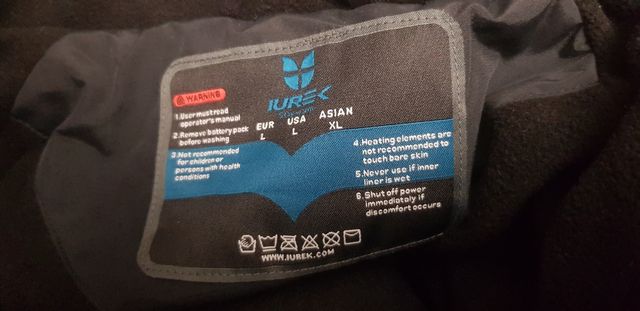 IUREK
WARNING
1.User must read
operator's manual
2.Remove battery pack
before washing
3.Not recommended
for children or
persons with health
conditions
EUR USA ASIAN
L L XL
4.Heating elements are
not recommended to
touch bare skin
5.Never use if inner
liner is wet
6.Shut off power
immediately if
discomfort occurs
WWW.IUREK.COM